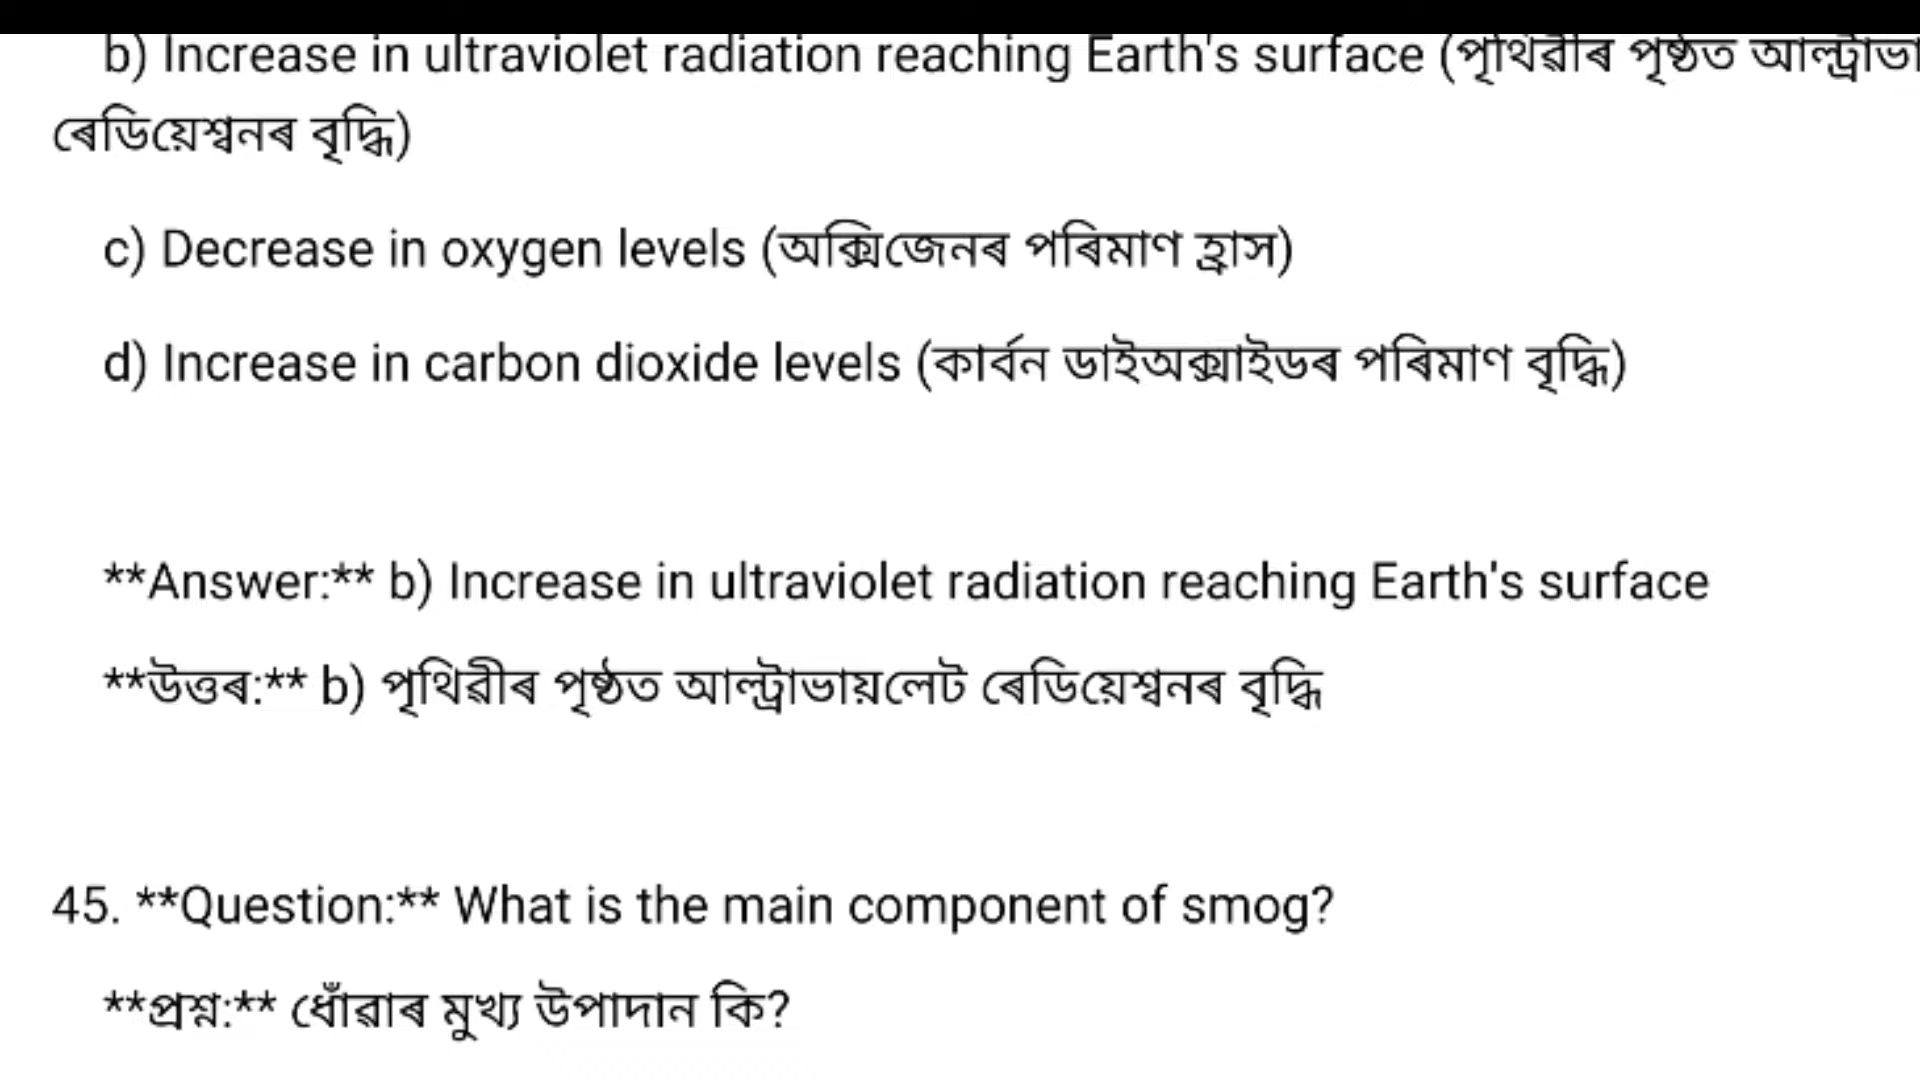 b) Increase in ultraviolet radiation reaching Earth's surface (পৃথিৱীৰ পৃষ্ঠত
ৰেডিয়েশ্বনৰ বৃদ্ধি)
c) Decrease in oxygen levels (অক্সিজেনৰ পৰিমাণ হ্ৰাস)
d) Increase in carbon dioxide levels (কাৰ্বন ডাইঅক্সাইডৰ পৰিমাণ বৃদ্ধি)
**Answer:** b) Increase in ultraviolet radiation reaching Earth's surface
**উত্তৰ:** b) পৃথিৱীৰ পৃষ্ঠত আল্ট্ৰাভায়লেট ৰেডিয়েশ্বনৰ বৃদ্ধি
45. **Question:** What is the main component of smog?
**প্ৰশ্ন:** ধোঁৱাৰ মুখ্য উপাদান কি?